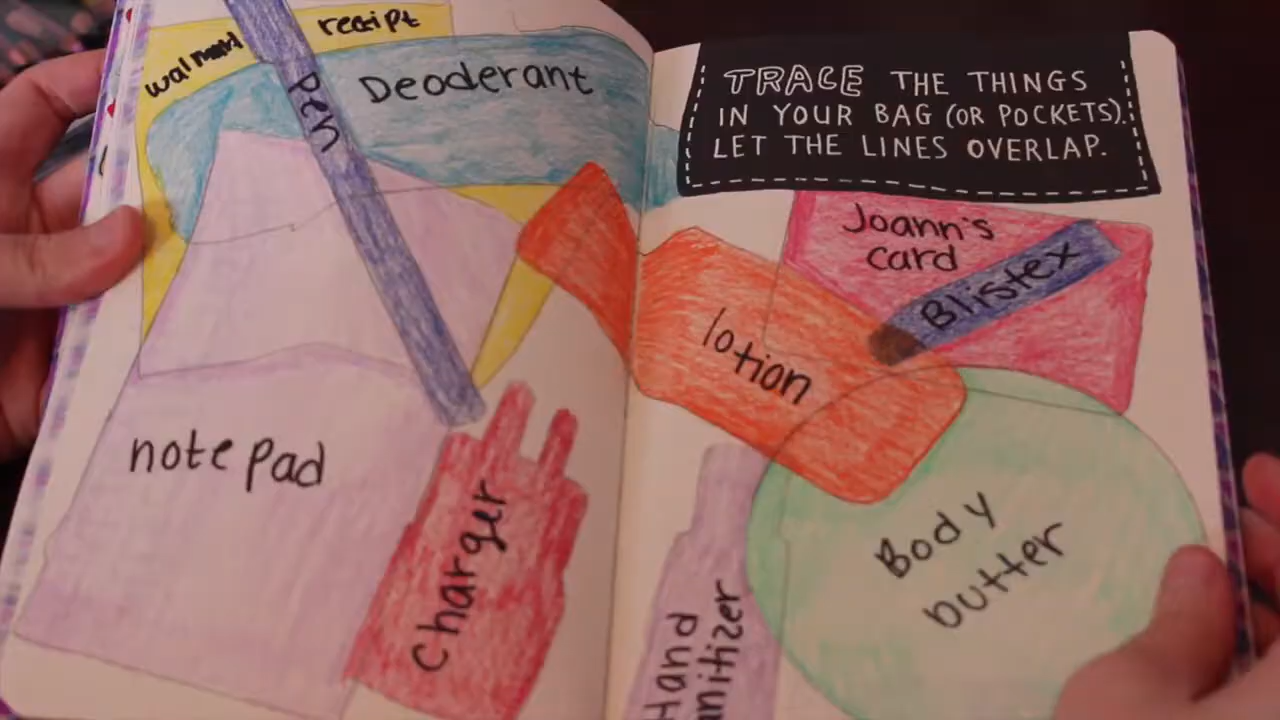 walmart receipt
Deoderant
Pen
note pad
Charger
TRACE THE THINGS
IN YOUR BAG (OR POCKETS).
LET THE LINES OVERLAP.
Joann's
card
Blistex
lotion
Body
butter
Hand
anitizer